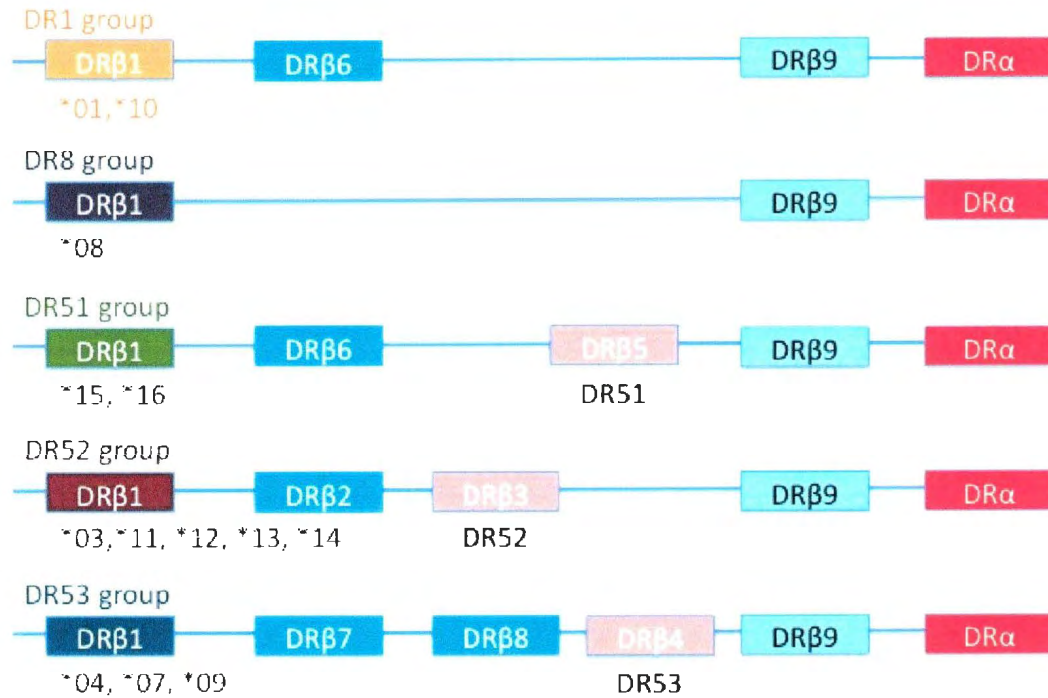 DR1 group
DRβ1 DRβ6 DRβ9 DRα
*01,*10
DR8 group
DRβ1 DRβ9 DRα
*08
DR51 group
DRβ1 DRβ6 DRβ5 DRβ9 DRα
*15, *16 DR51
DR52 group
DRβ1 DRβ2 DRβ3 DRβ9 DRα
*03,*11, *12, *13, *14 DR52
DR53 group
DRβ1 DRβ7 DRβ8 DRβ4 DRβ9 DRα
*04, *07, *09 DR53